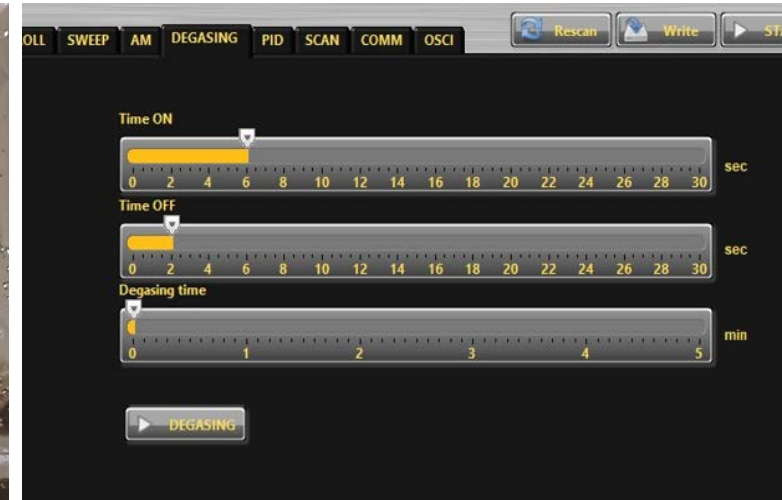 OLL SWEEP AM DEGASING PID SCAN COMM OSCI Rescan Write STA
Time ON
0 2 4 6 8 10 12 14 16 18 20 22 24 26 28 30 sec
Time OFF
0 2 4 6 8 10 12 14 16 18 20 22 24 26 28 30 sec
Degasing time
0 1 2 3 4 5 min
DEGASING